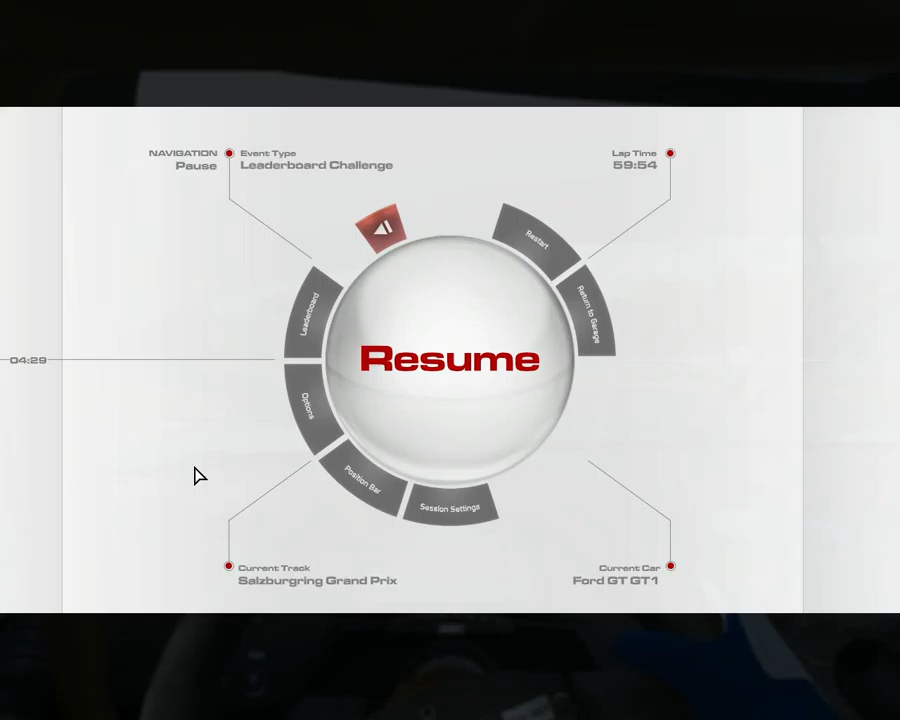 NAVIGATION
Pause
Event Type
Leaderboard Challenge
Lap Time
59:54
Restart
Return to Garage
Leaderboard
Resume
04:29
Options
Position Bar
Session Settings
Current Track
Salzburgring Grand Prix
Current Car
Ford GT GT1